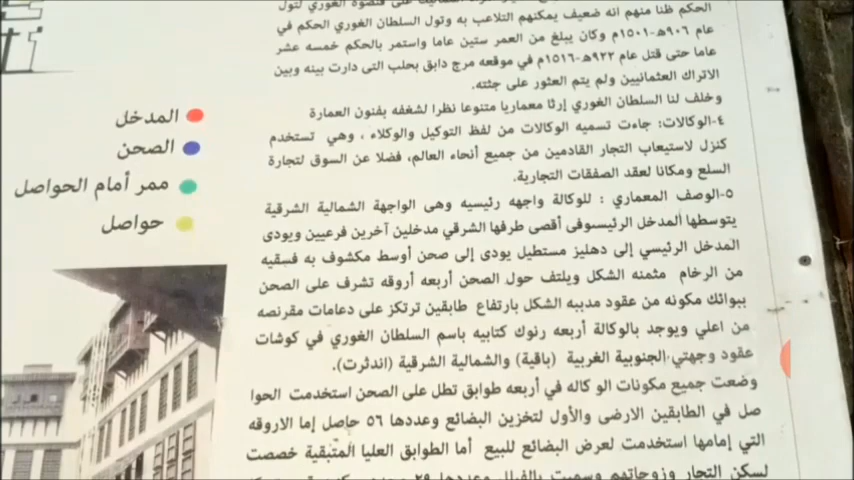 الحكم ظنا منهم انه ضعيف يمكنهم التلاعب به وتول السلطان الغوري الحكم في
عام ٩٠٦هـ-١٥٠١م وكان يبلغ من العمر ستين عاما واستمر بالحكم خمسه عشر
عاما حتى قتل عام ٩٢٢هـ-١٥١٦م في موقعه مرج دابق بحلب التى دارت بينه وبين
الاتراك العثمانيين ولم يتم العثور على جثته.
وخلف لنا السلطان الغوري إرثا معماريا متنوعا نظرا لشغفه بفنون العمارة
٤-الوكالات: جاءت تسميه الوكالات من لفظ التوكيل والوكلاء ، وهي تستخدم
كنزل لاستيعاب التجار القادمين من جميع أنحاء العالم، فضلا عن السوق لتجارة
السلع ومكانا لعقد الصفقات التجارية.
٥-الوصف المعماري : للوكالة واجهه رئيسيه وهى الواجهة الشمالية الشرقية
يتوسطها المدخل الرئيسوفى أقصى طرفها الشرقي مدخلين آخرين فرعيين ويودى
المدخل الرئيسي إلى دهليز مستطيل يودى إلى صحن أوسط مكشوف به فسقيه
من الرخام مثمنه الشكل ويلتف حول الصحن أربعه أروقه تشرف على الصحن
ببوائك مكونه من عقود مدببه الشكل بارتفاع طابقين ترتكز على دعامات مقرنصه
من اعلي ويوجد بالوكالة أربعه رنوك كتابيه باسم السلطان الغوري في كوشات
عقود وجهتي الجنوبية الغربية (باقية) والشمالية الشرقية (اندثرت).
وضعت جميع مكونات الو كاله في أربعه طوابق تطل على الصحن استخدمت الحوا
صل في الطابقين الارضى والأول لتخزين البضائع وعددها ٥٦ حاصل إما الاروقه
التي إمامها استخدمت لعرض البضائع للبيع أما الطوابق العليا المتبقية خصصت
لسكن التجار وزوجاتهم وسميت
المدخل
الصحن
ممر أمام الحواصل
حواصل